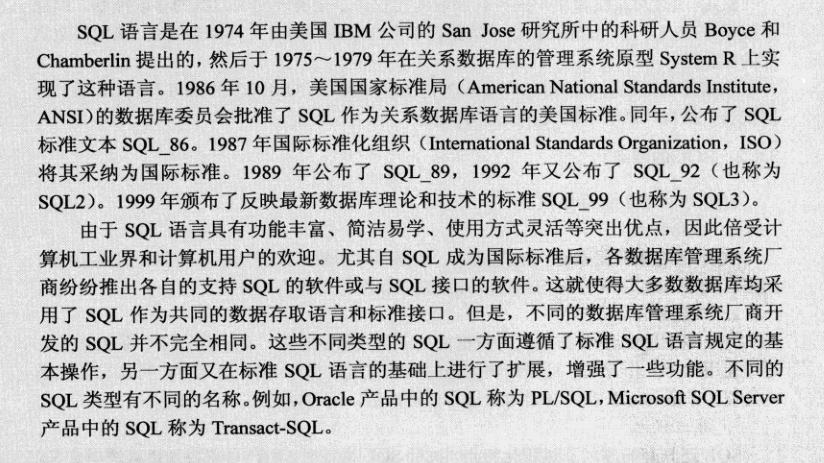 SQL 语言是在 1974 年由美国 IBM 公司的 San Jose 研究所中的科研人员 Boyce 和
Chamberlin 提出的，然后于 1975～1979 年在关系数据库的管理系统原型 System R 上实
现了这种语言。1986 年 10 月，美国国家标准局（American National Standards Institute，
ANSI）的数据库委员会批准了 SQL 作为关系数据库语言的美国标准。同年，公布了 SQL
标准文本 SQL_86。1987 年国际标准化组织（International Standards Organization，ISO）
将其采纳为国际标准。1989 年公布了 SQL_89，1992 年又公布了 SQL_92（也称为
SQL2）。1999 年颁布了反映最新数据库理论和技术的标准 SQL_99（也称为 SQL3）。
由于 SQL 语言具有功能丰富、简洁易学、使用方式灵活等突出优点，因此倍受计
算机工业界和计算机用户的欢迎。尤其自 SQL 成为国际标准后，各数据库管理系统厂
商纷纷推出各自的支持 SQL 的软件或与 SQL 接口的软件。这就使得大多数数据库均采
用了 SQL 作为共同的数据存取语言和标准接口。但是，不同的数据库管理系统厂商开
发的 SQL 并不完全相同。这些不同类型的 SQL 一方面遵循了标准 SQL 语言规定的基
本操作，另一方面又在标准 SQL 语言的基础上进行了扩展，增强了一些功能。不同的
SQL 类型有不同的名称。例如，Oracle 产品中的 SQL 称为 PL/SQL，Microsoft SQL Server
产品中的 SQL 称为 Transact-SQL。